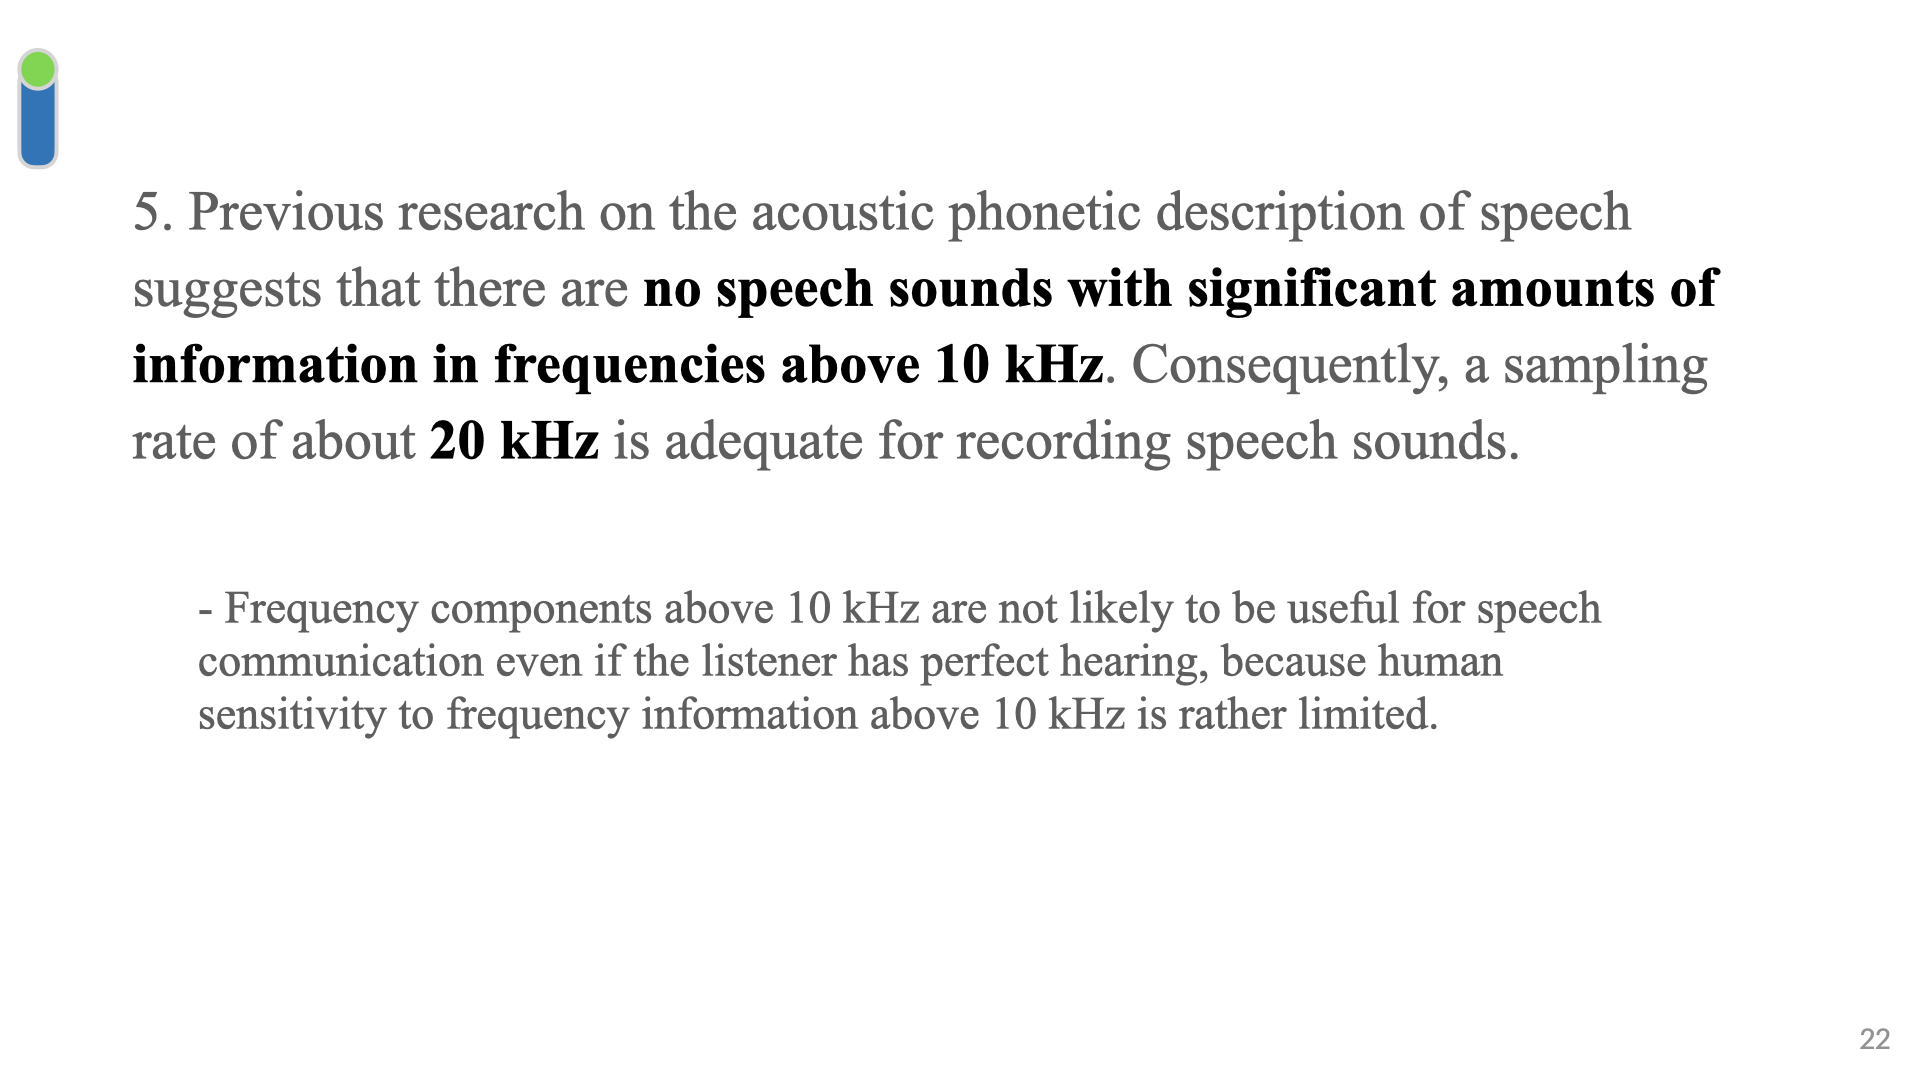 5. Previous research on the acoustic phonetic description of speech
suggests that there are no speech sounds with significant amounts of
information in frequencies above 10 kHz. Consequently, a sampling
rate of about 20 kHz is adequate for recording speech sounds.
- Frequency components above 10 kHz are not likely to be useful for speech
communication even if the listener has perfect hearing, because human
sensitivity to frequency information above 10 kHz is rather limited.
22